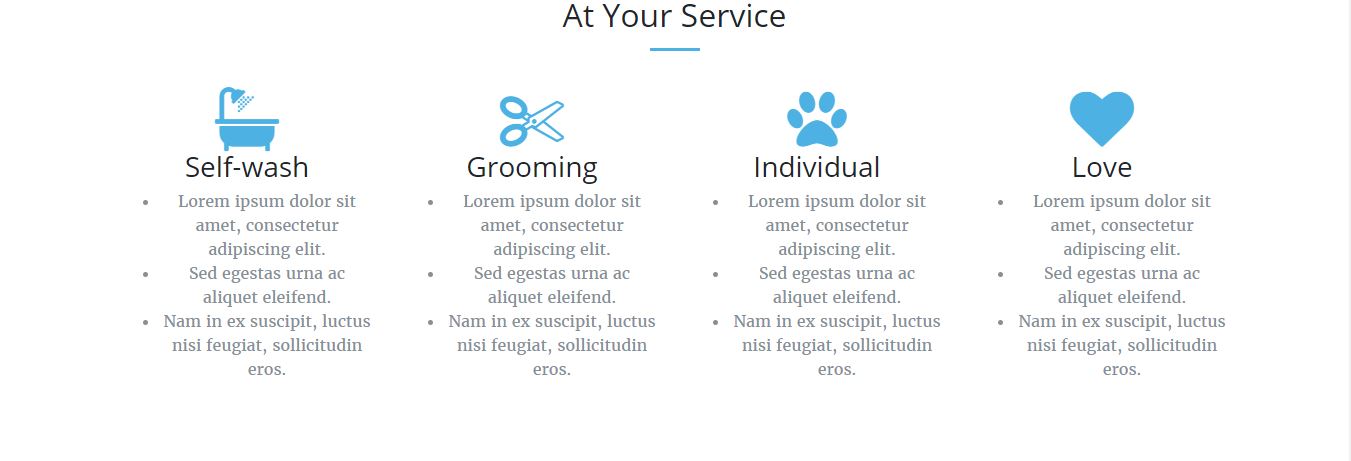 At Your Service
Self-wash
Lorem ipsum dolor sit
amet, consectetur
adipiscing elit.
Sed egestas urna ac
aliquet eleifend.
Nam in ex suscipit, luctus
nisi feugiat, sollicitudin
eros.
Grooming
Lorem ipsum dolor sit
amet, consectetur
adipiscing elit.
Sed egestas urna ac
aliquet eleifend.
Nam in ex suscipit, luctus
nisi feugiat, sollicitudin
eros.
Individual
Lorem ipsum dolor sit
amet, consectetur
adipiscing elit.
Sed egestas urna ac
aliquet eleifend.
Nam in ex suscipit, luctus
nisi feugiat, sollicitudin
eros.
Love
Lorem ipsum dolor sit
amet, consectetur
adipiscing elit.
Sed egestas urna ac
aliquet eleifend.
Nam in ex suscipit, luctus
nisi feugiat, sollicitudin
eros.